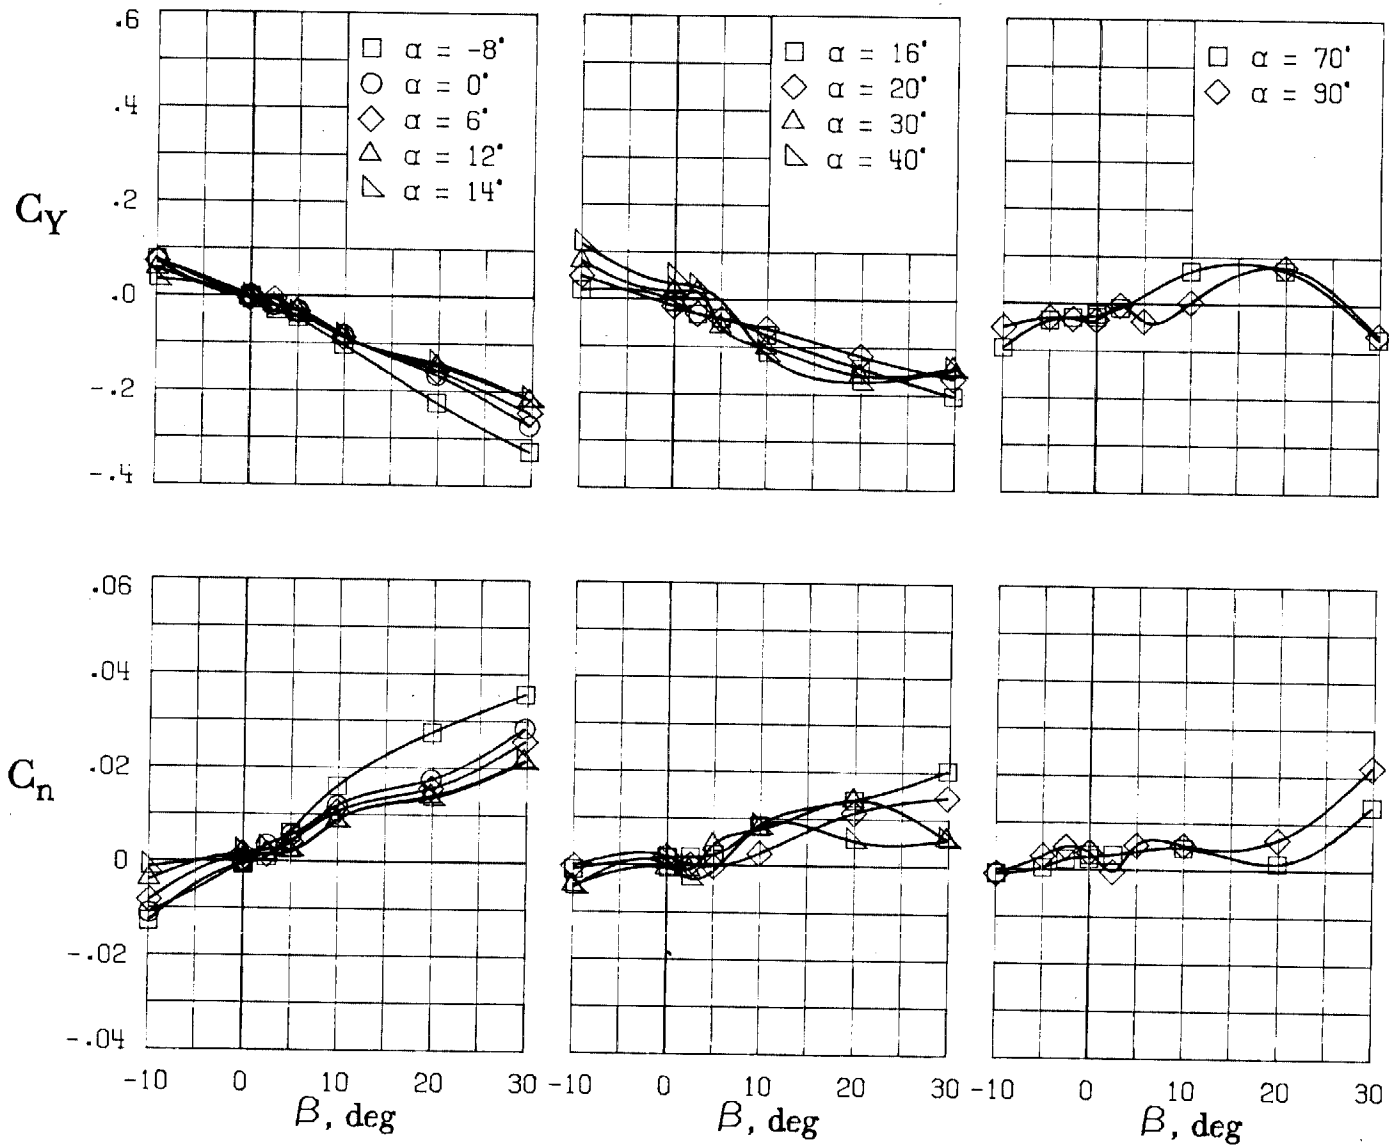 .6
.4
.2
.0
-.2
-.4
C_Y
α = -8°
α = 0°
α = 6°
α = 12°
α = 14°
α = 16°
α = 20°
α = 30°
α = 40°
α = 70°
α = 90°
.06
.04
.02
0
-.02
-.04
C_n
-10 0 10 20 30
β, deg
-10 0 10 20 30
β, deg
-10 0 10 20 30
β, deg